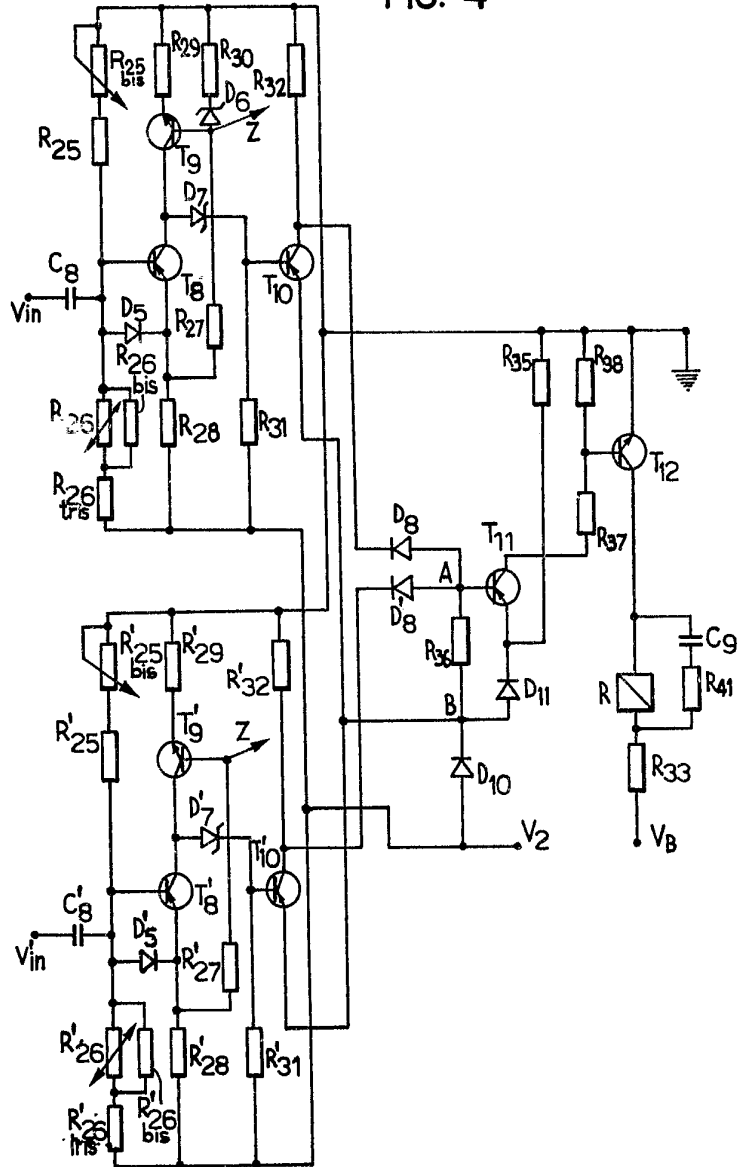 FIG. 4
R25 bis
R29
R30
R32
D6
Z
R25
T9
D7
C8
T8
T10
Vin
D5
R27
R26 bis
R26
R28
R31
R26 tris
R35
R38
T12
D8
T11
R37
A
D'8
R36
D11
B
D10
C9
R
R41
R33
V2
VB
R'25 bis
R'29
R'32
T'9
Z
R'25
D'7
T'10
T'8
C'8
V'in
D'5
R'27
R'26
R'28
R'31
R'26 bis
R'26 tris